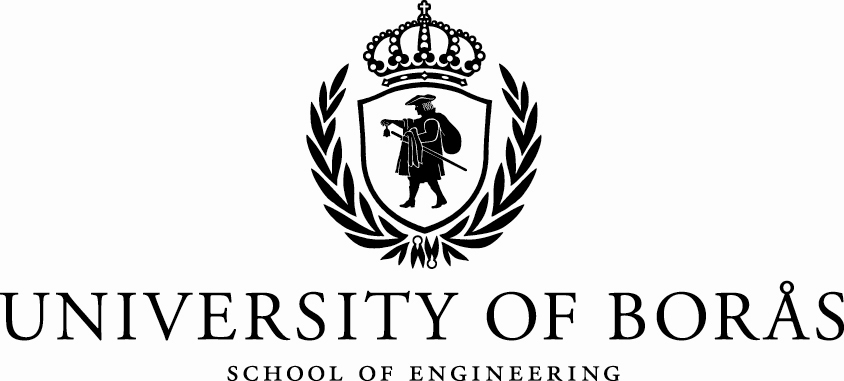 UNIVERSITY OF BORÅS
SCHOOL OF ENGINEERING